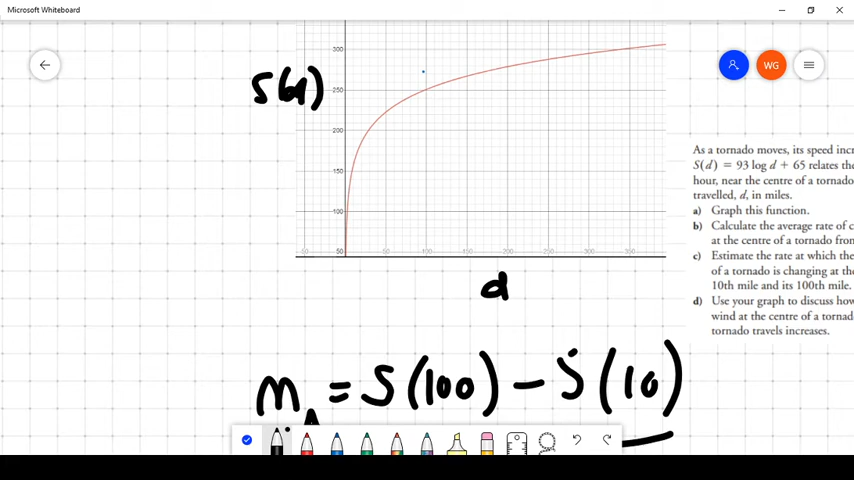 Microsoft Whiteboard
300
S(d)
250
200
150
100
50
50 0 50 100 150 200 250 300 350
d
WG
As a tornado moves, its speed incr
S(d) = 93 log d + 65 relates the
hour, near the centre of a tornado
travelled, d, in miles.
a) Graph this function.
b) Calculate the average rate of c
at the centre of a tornado from
c) Estimate the rate at which the
of a tornado is changing at the
10th mile and its 100th mile.
d) Use your graph to discuss how
wind at the centre of a tornad
tornado travels increases.
m = S(100) - S(10)